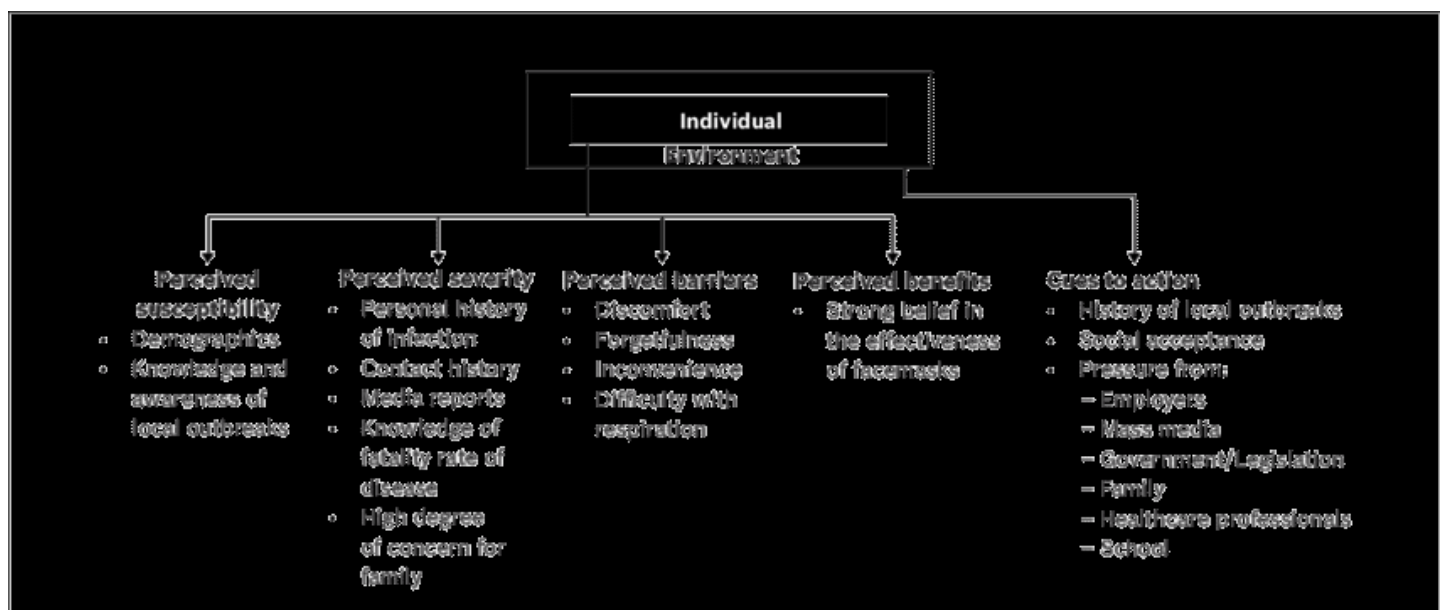 Individual
Environment
Perceived
susceptibility
• Demographics
• Knowledge and
awareness of
local outbreaks
Perceived severity
• Personal history
of infection
• Contact history
• Media reports
• Knowledge of
fatality rate of
disease
• High degree
of concern for
family
Perceived barriers
• Discomfort
• Forgetfulness
• Inconvenience
• Difficulty with
respiration
Perceived benefits
• Strong belief in
the effectiveness
of facemasks
Cues to action
• History of local outbreaks
• Social acceptance
• Pressure from:
– Employers
– Mass media
– Government/Legislation
– Family
– Healthcare professionals
– School